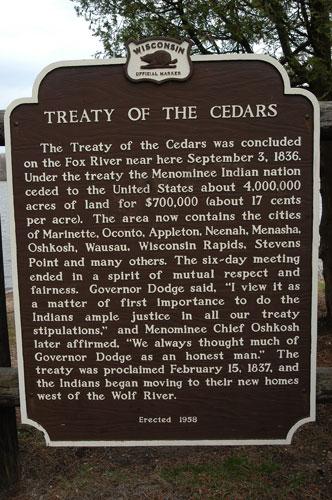 WISCONSIN
OFFICIAL MARKER
TREATY OF THE CEDARS
The Treaty of the Cedars was concluded
on the Fox River near here September 3, 1836.
Under the treaty the Menominee Indian nation
ceded to the United States about 4,000,000
acres of land for $700,000 (about 17 cents
per acre). The area now contains the cities
of Marinette, Oconto, Appleton, Neenah, Menasha,
Oshkosh, Wausau, Wisconsin Rapids, Stevens
Point and many others. The six-day meeting
ended in a spirit of mutual respect and
fairness. Governor Dodge said, "I view it as
a matter of first importance to do the
Indians ample justice in all our treaty
stipulations," and Menominee Chief Oshkosh
later affirmed, "We always thought much of
Governor Dodge as an honest man." The
treaty was proclaimed February 15, 1837, and
the Indians began moving to their new homes
west of the Wolf River.
Erected 1958